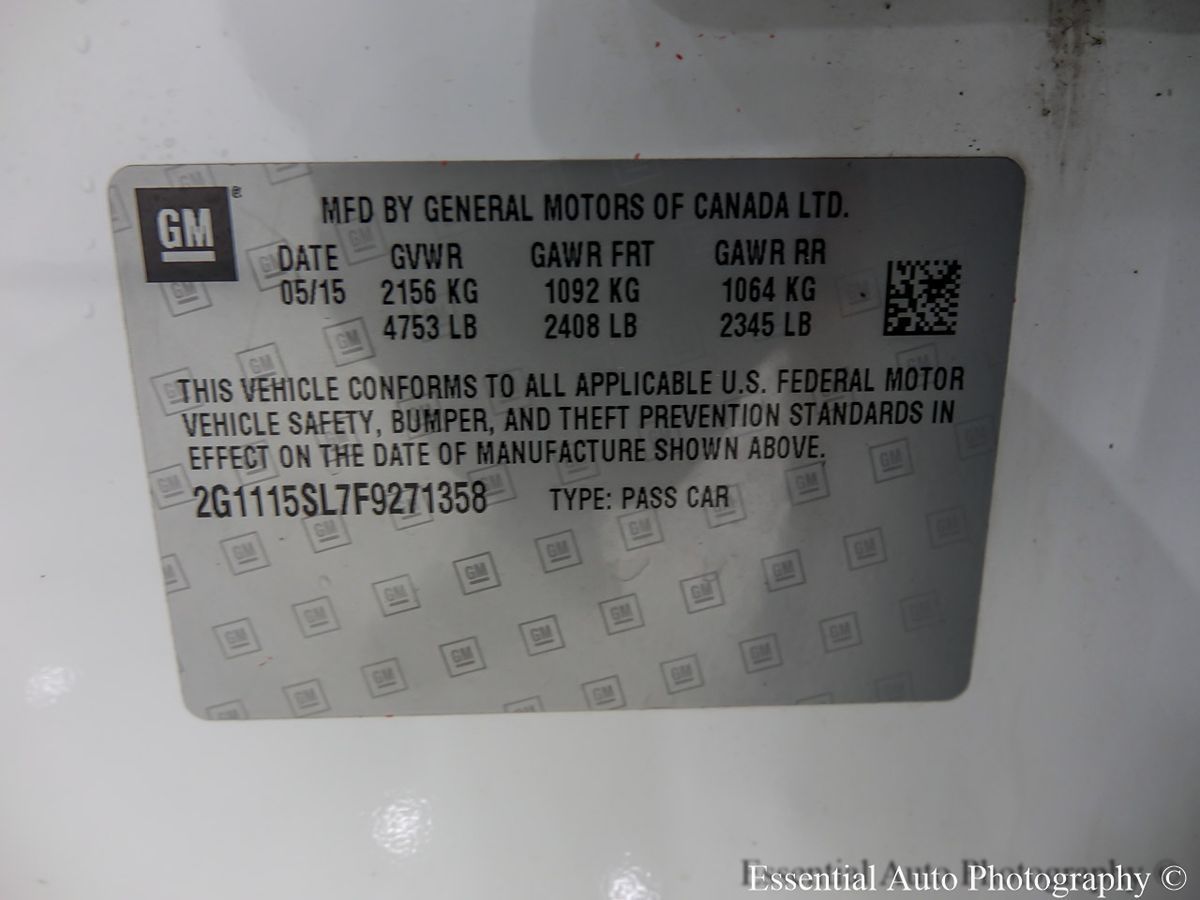 GM ®
MFD BY GENERAL MOTORS OF CANADA LTD.
DATE GVWR GAWR FRT GAWR RR
05/15 2156 KG 1092 KG 1064 KG
4753 LB 2408 LB 2345 LB
THIS VEHICLE CONFORMS TO ALL APPLICABLE U.S. FEDERAL MOTOR
VEHICLE SAFETY, BUMPER, AND THEFT PREVENTION STANDARDS IN
EFFECT ON THE DATE OF MANUFACTURE SHOWN ABOVE.
2G1115SL7F9271358 TYPE: PASS CAR
Essential Auto Photography ©